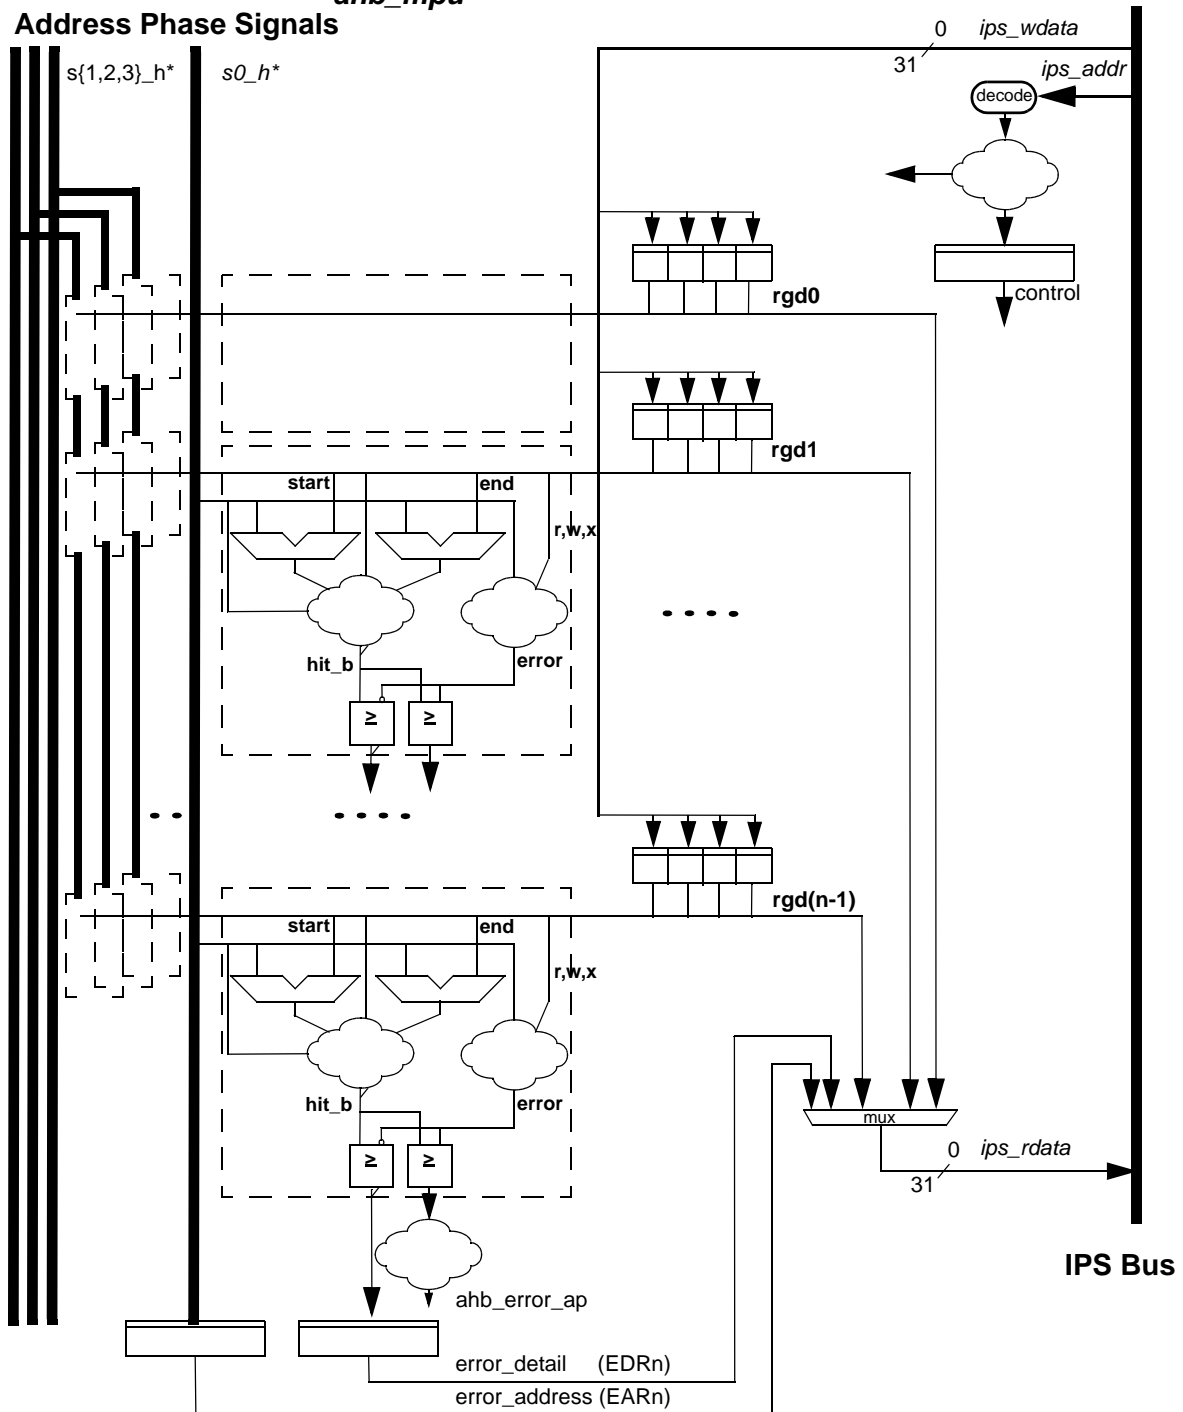 ahb_mpu
Address Phase Signals
s{1,2,3}_h*
s0_h*
0
ips_wdata
31
ips_addr
decode
control
rgd0
rgd1
start
end
r,w,x
hit_b
error
≥
≥
rgd(n-1)
start
end
r,w,x
hit_b
error
≥
≥
mux
0
ips_rdata
31
IPS Bus
ahb_error_ap
error_detail (EDRn)
error_address (EARn)